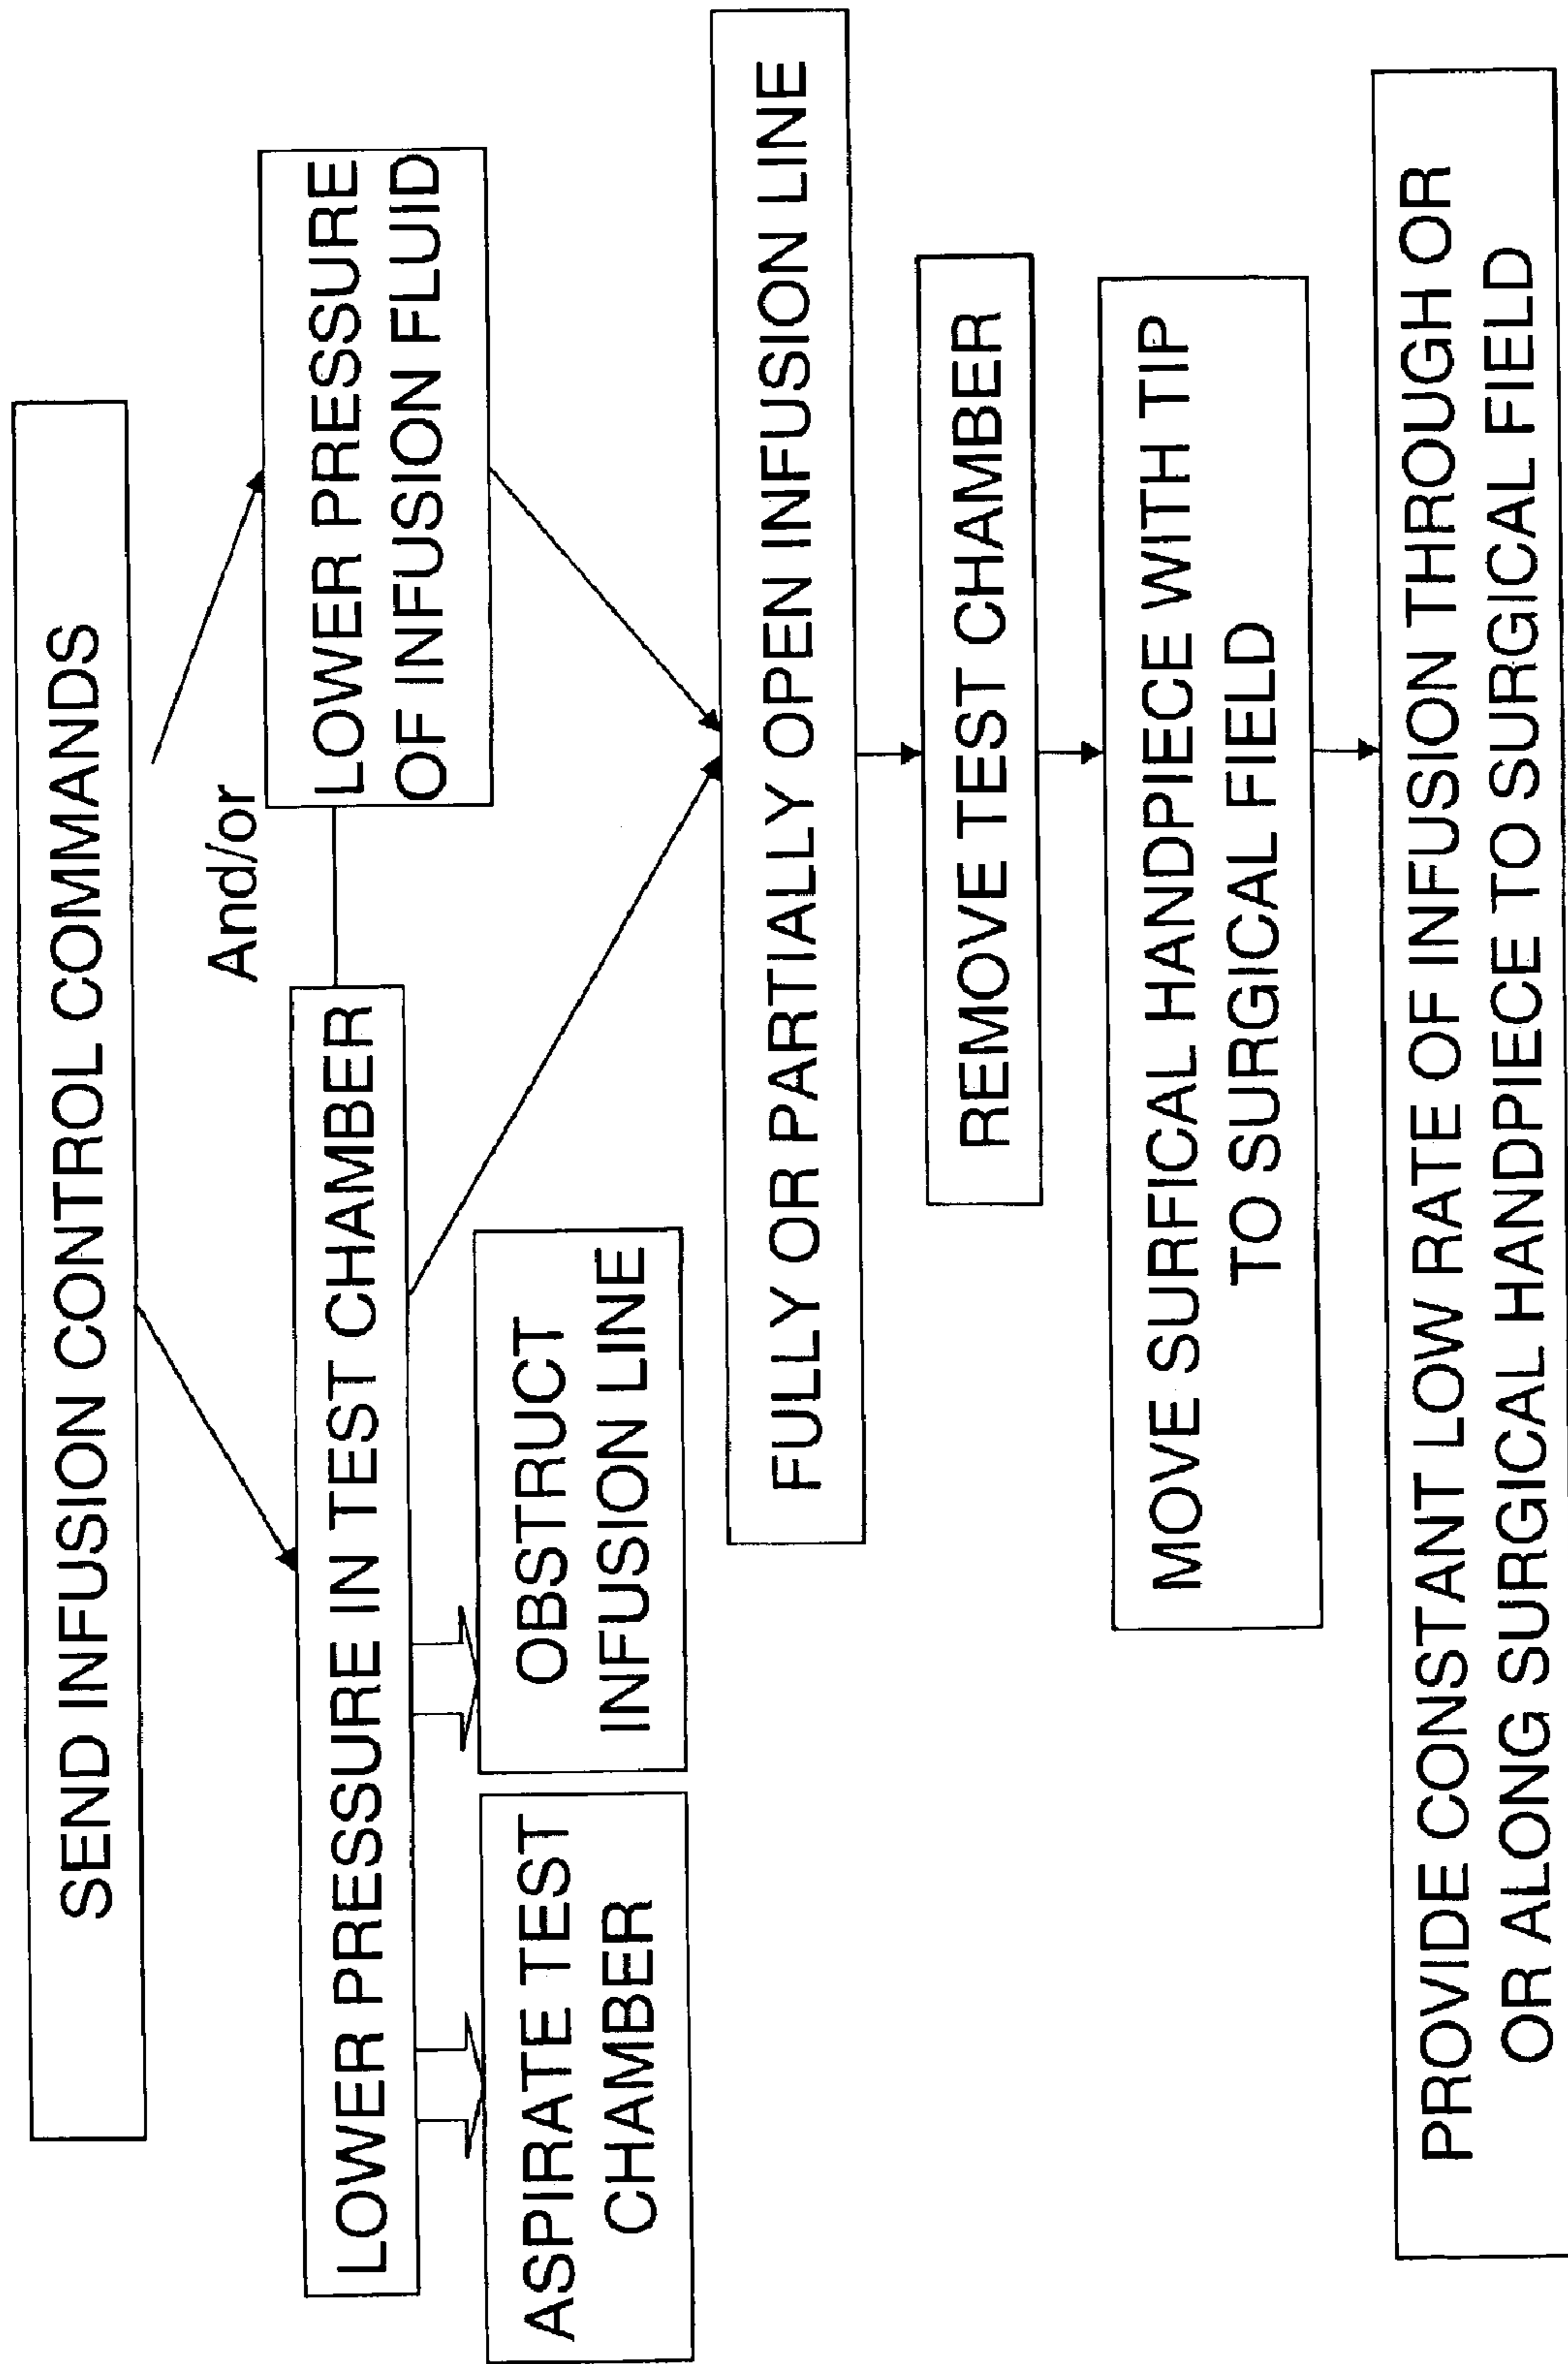 SEND INFUSION CONTROL COMMANDS
And/or
LOWER PRESSURE IN TEST CHAMBER
LOWER PRESSURE
OF INFUSION FLUID
ASPIRATE TEST
CHAMBER
OBSTRUCT
INFUSION LINE
FULLY OR PARTIALLY OPEN INFUSION LINE
REMOVE TEST CHAMBER
MOVE SURFICAL HANDPIECE WITH TIP
TO SURGICAL FIELD
PROVIDE CONSTANT LOW RATE OF INFUSION THROUGH OR
OR ALONG SURGICAL HANDPIECE TO SURGICAL FIELD